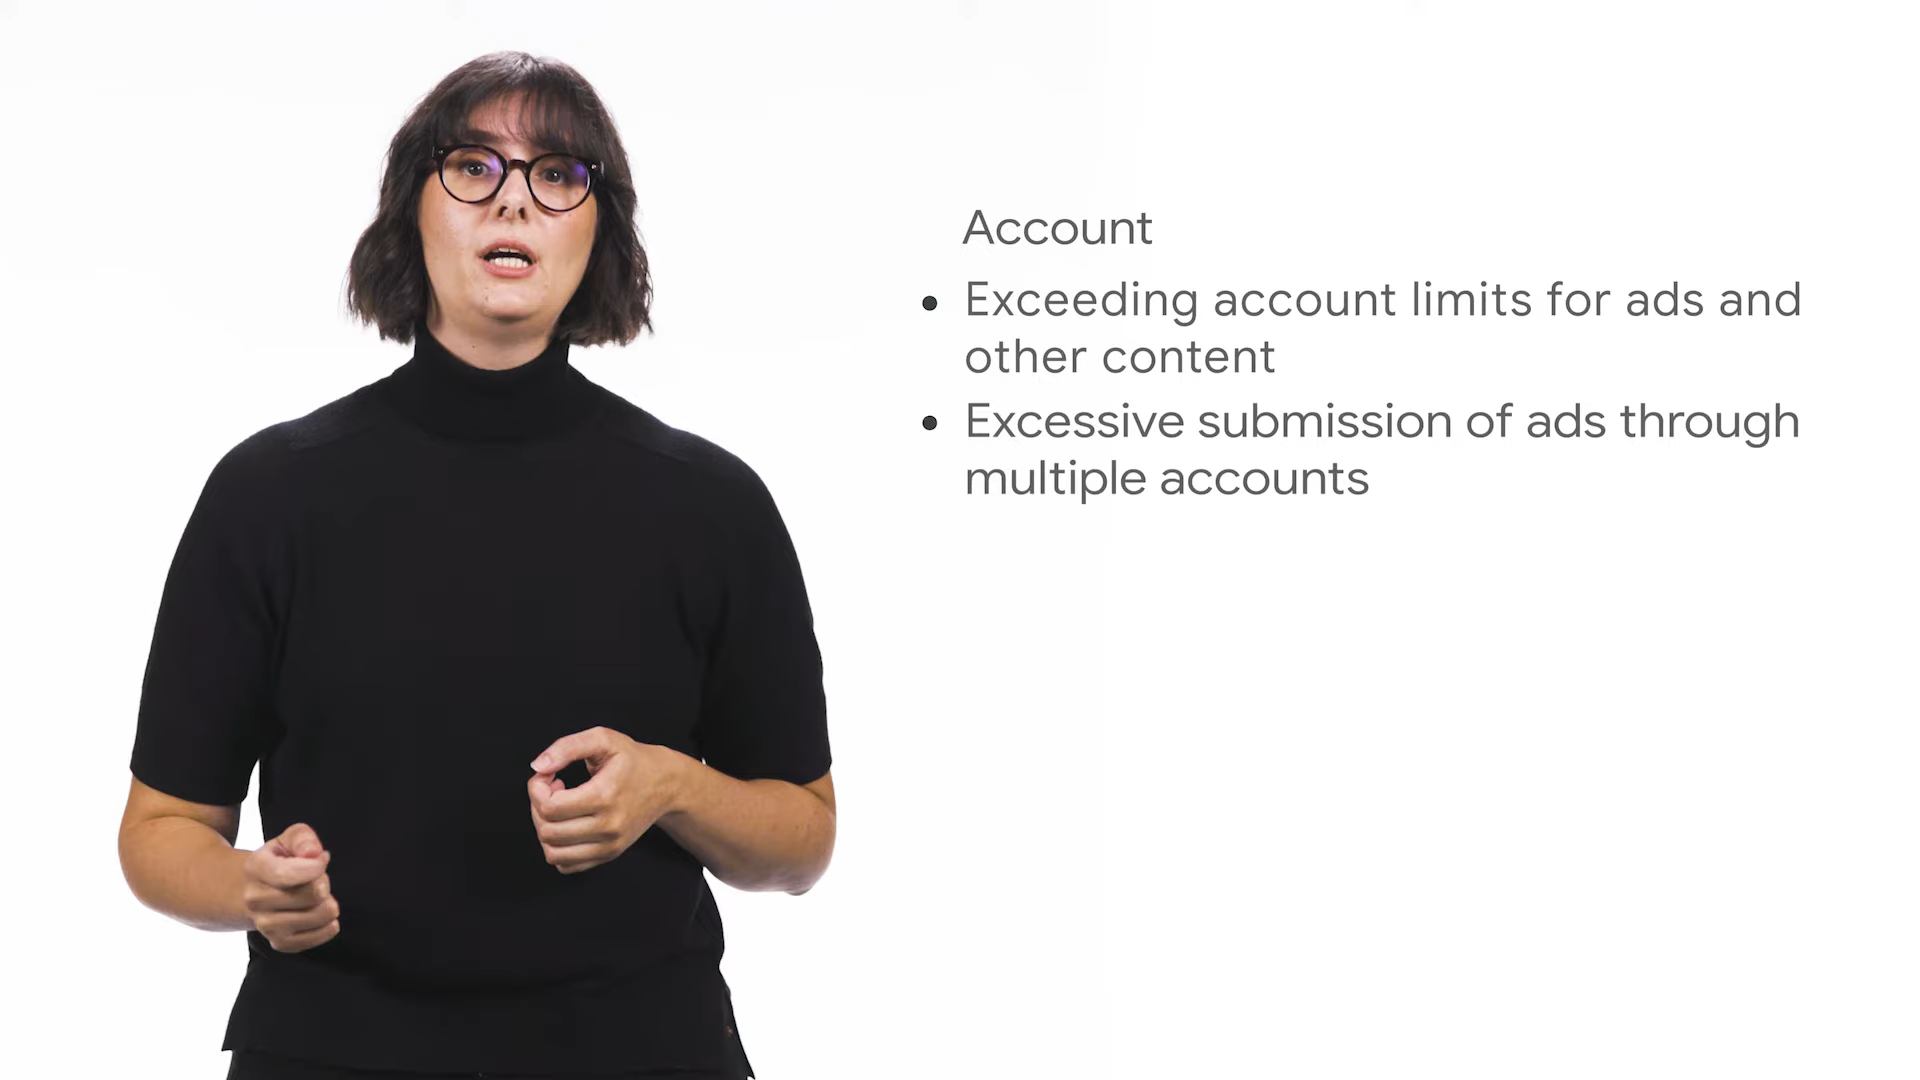 Account
• Exceeding account limits for ads and
other content
• Excessive submission of ads through
multiple accounts